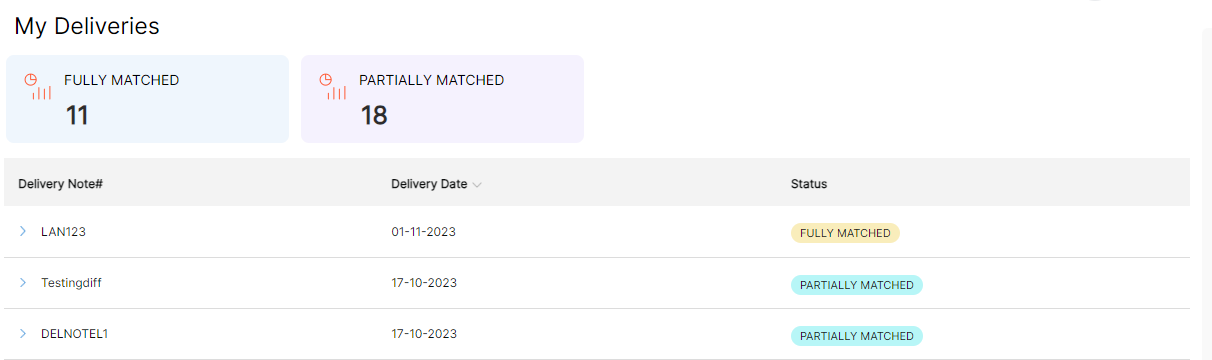 My Deliveries
FULLY MATCHED
11
PARTIALLY MATCHED
18
Delivery Note# Delivery Date Status
LAN123 01-11-2023 FULLY MATCHED
Testingdiff 17-10-2023 PARTIALLY MATCHED
DELNOTEL1 17-10-2023 PARTIALLY MATCHED